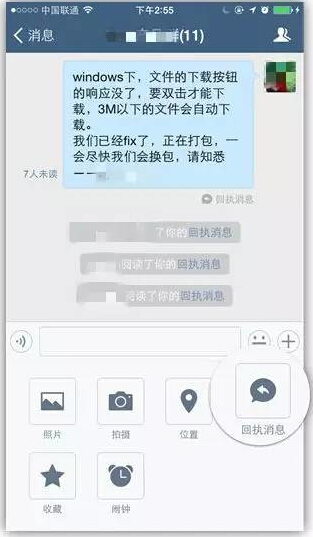 中国联通
下午2:55
消息
群(11)
windows下，文件的下载按钮
的响应没了，要双击才能下
载，3M以下的文件会自动下
载。
我们已经fix了，正在打包，一
会尽快我们会换包，请知悉
——
7人未读
回执消息
阅读了你的回执消息
阅读了你的回执消息
阅读了你的回执消息
照片
拍摄
位置
回执消息
收藏
闹钟